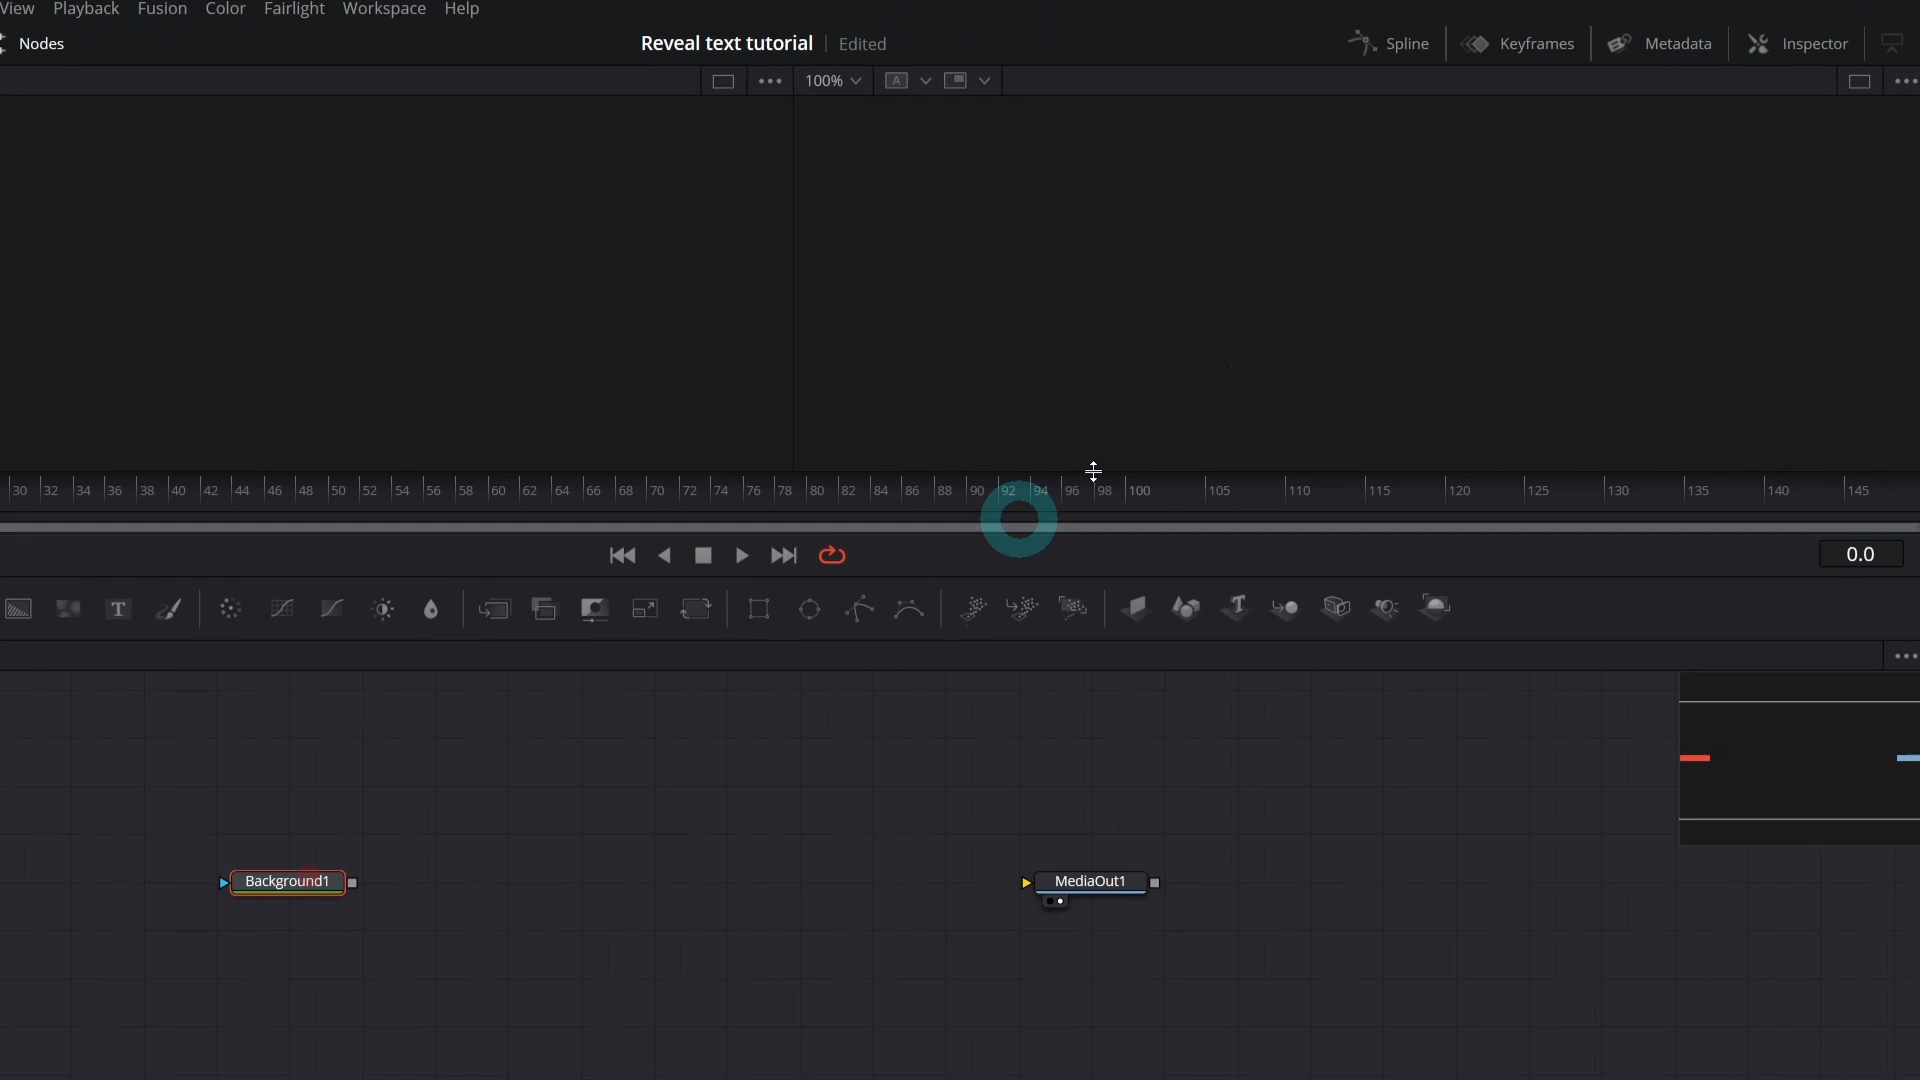 View Playback Fusion Color Fairlight Workspace Help
Nodes Reveal text tutorial Edited Spline Keyframes Metadata Inspector
100% A
30 32 34 36 38 40 42 44 46 48 50 52 54 56 58 60 62 64 66 68 70 72 74 76 78 80 82 84 86 88 90 92 94 96 98 100 105 110 115 120 125 130 135 140 145
0.0
T
Background1 MediaOut1